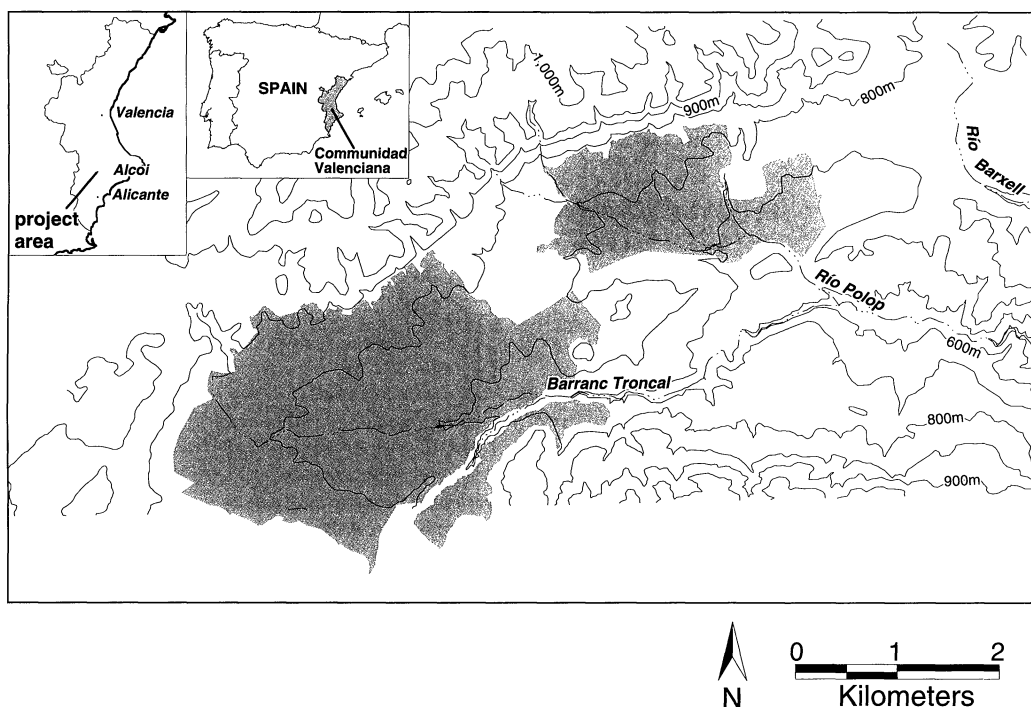 Valencia
Alcoi
Alicante
project
area
SPAIN
Communidad
Valenciana
1,000m
900m
800m
Río
Barxell
Río Polop
600m
Barranc Troncal
800m
900m
N
0 1 2
Kilometers